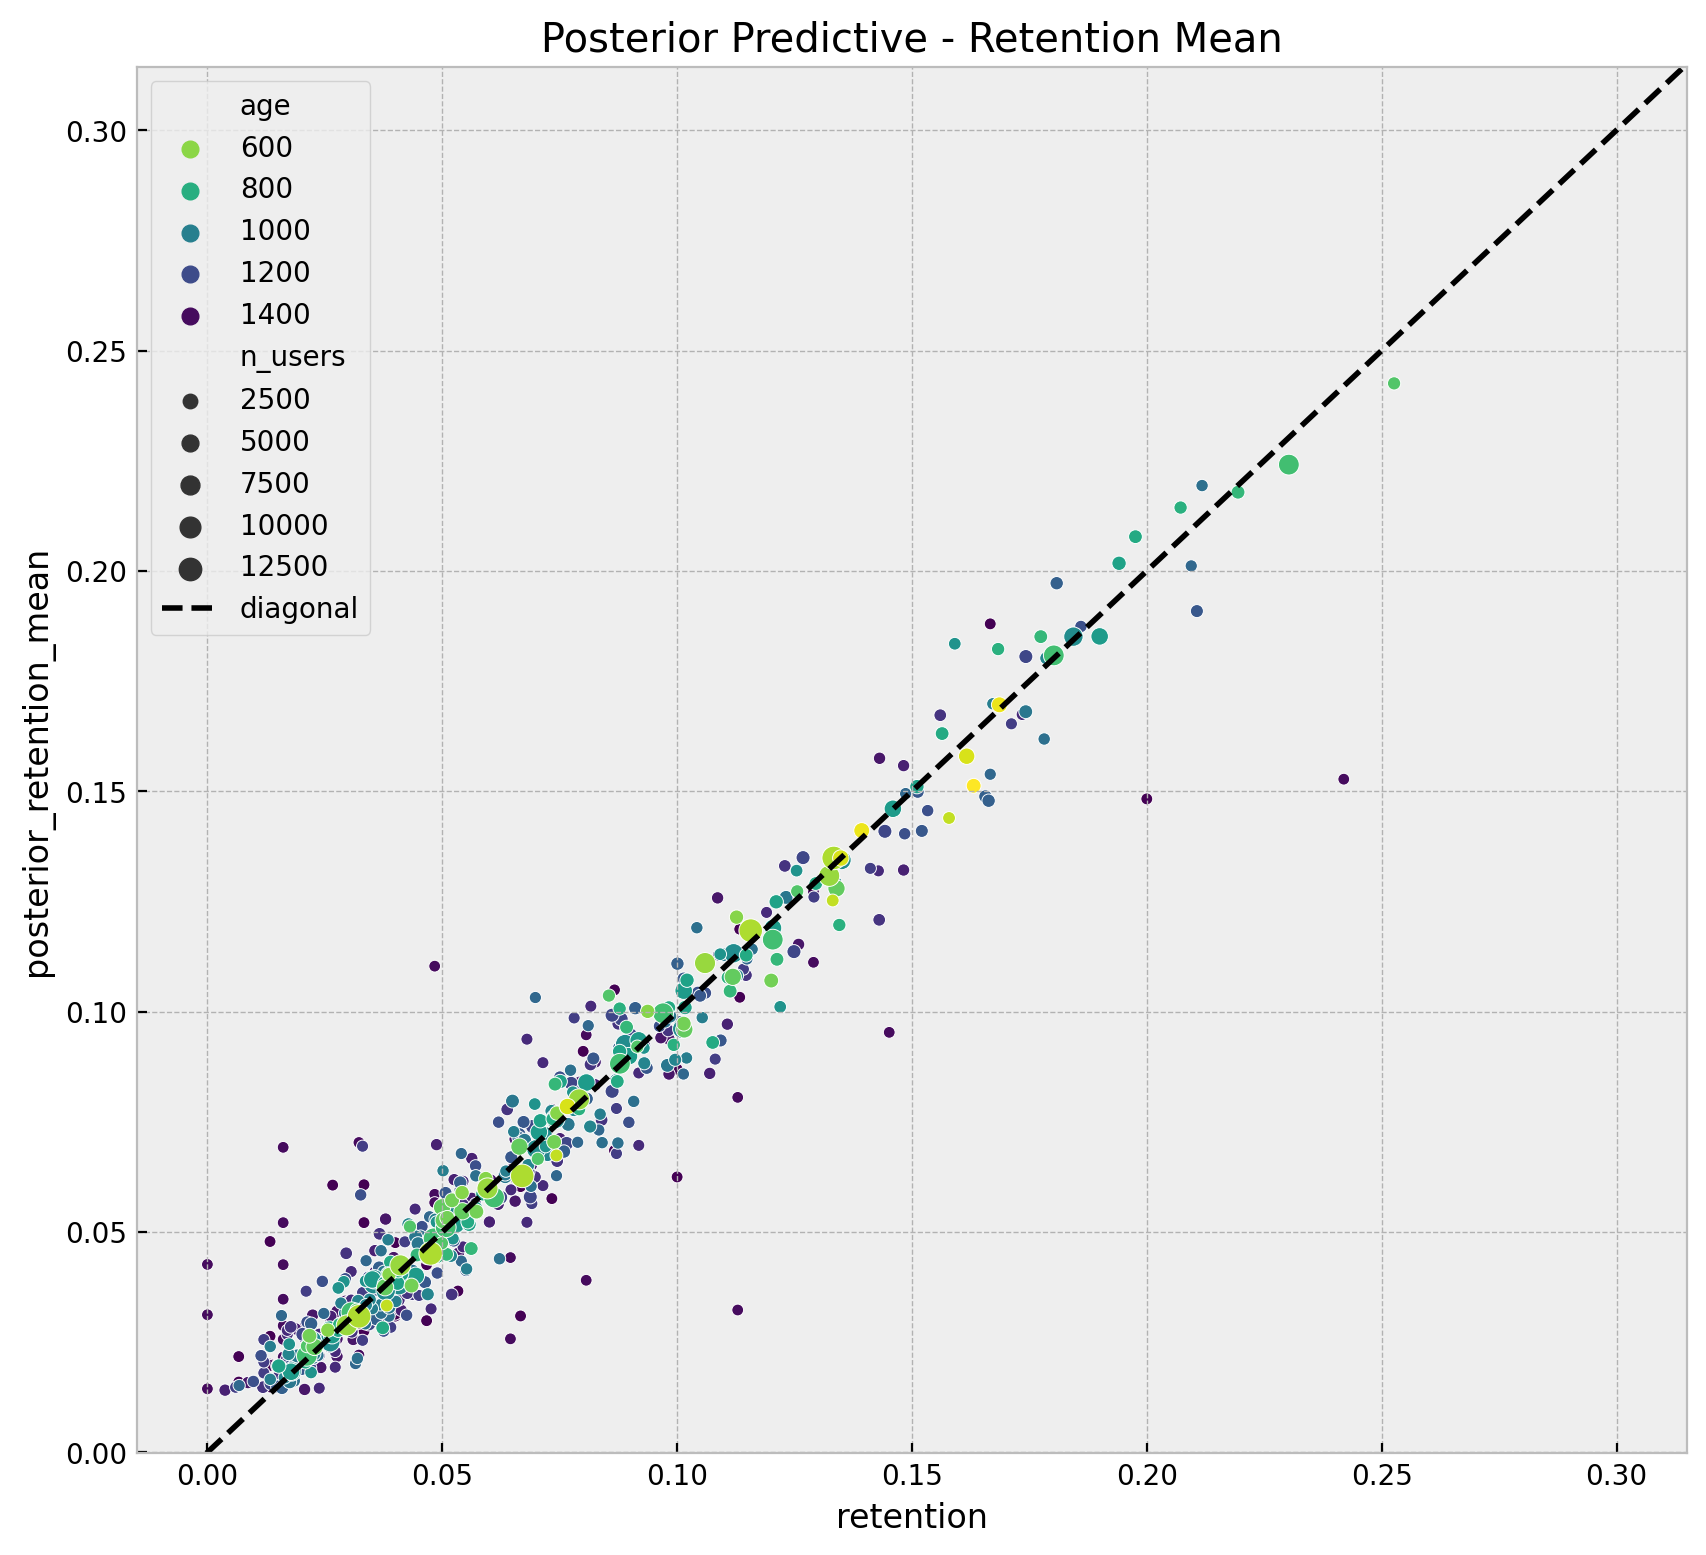 Posterior Predictive - Retention Mean
age
600
800
1000
1200
1400
n_users
2500
5000
7500
10000
12500
diagonal
0.30
0.25
0.20
0.15
0.10
0.05
0.00
posterior_retention_mean
0.00 0.05 0.10 0.15 0.20 0.25 0.30
retention